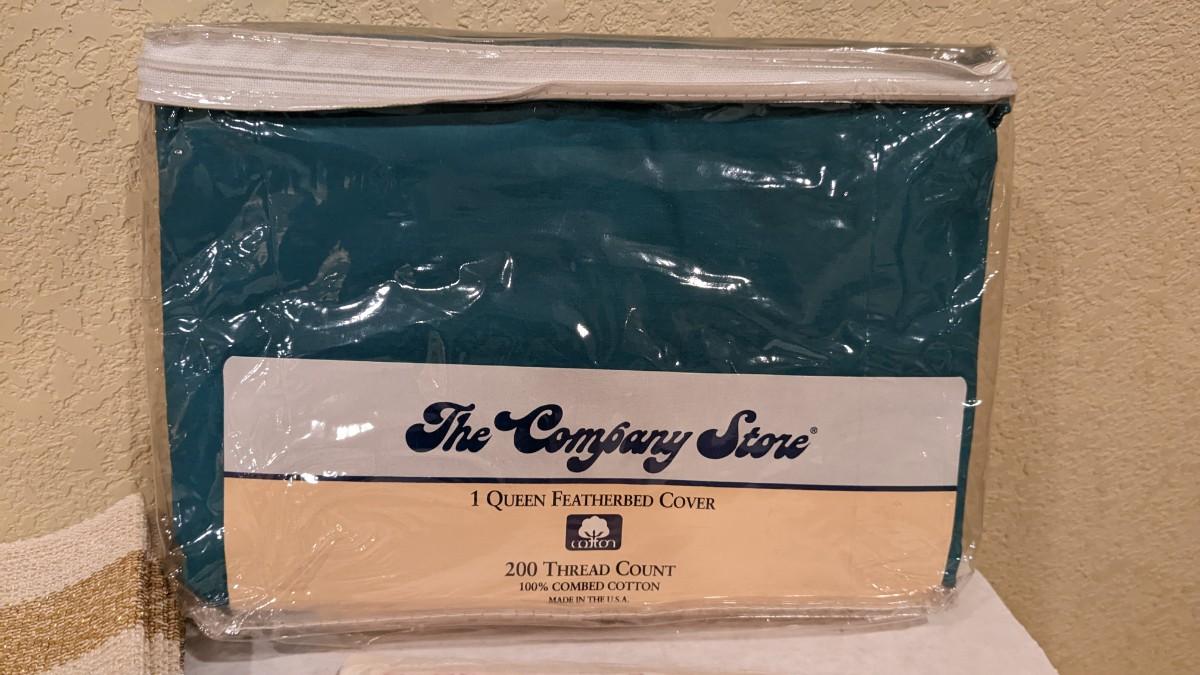 The Company Store®
1 Queen Featherbed Cover
cotton
200 Thread Count
100% COMBED COTTON
MADE IN THE U.S.A.